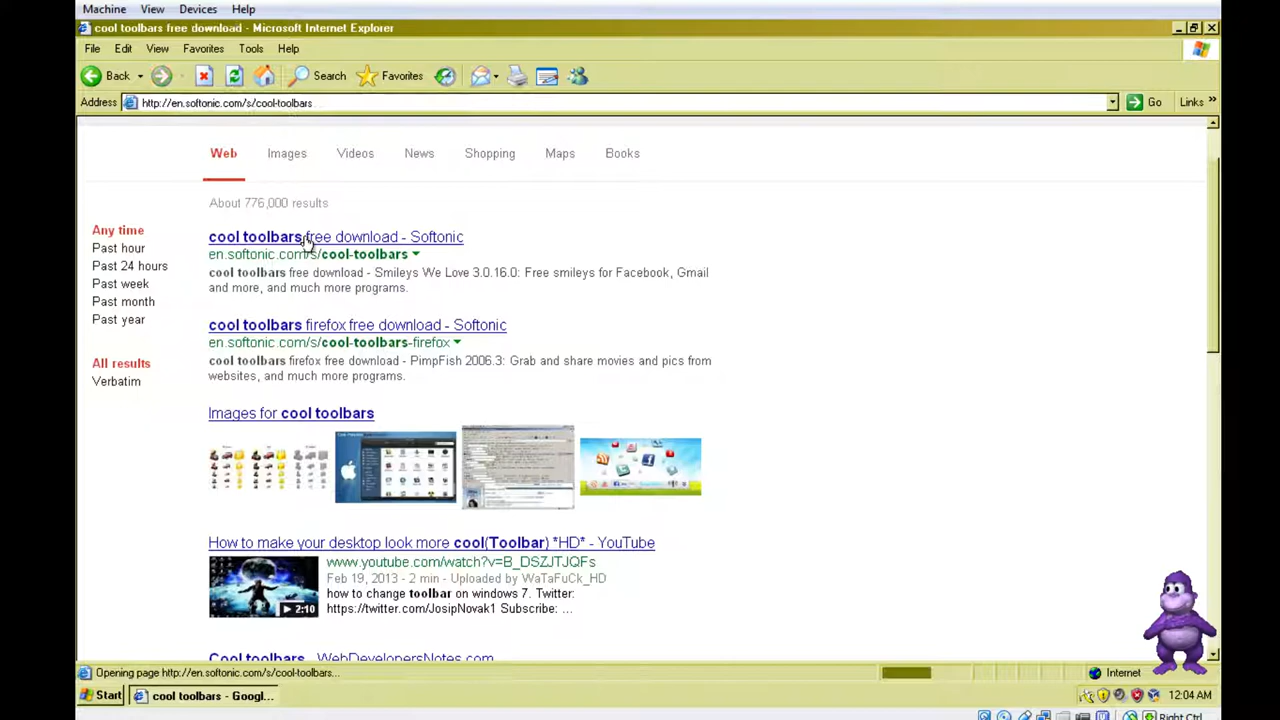 Machine View Devices Help
cool toolbars free download - Microsoft Internet Explorer
File Edit View Favorites Tools Help
Back Search Favorites
Address http://en.softonic.com/s/cool-toolbars Go Links »
Web Images Videos News Shopping Maps Books
About 776,000 results
Any time
Past hour
Past 24 hours
Past week
Past month
Past year
All results
Verbatim
cool toolbars free download - Softonic
en.softonic.com/s/cool-toolbars
cool toolbars free download - Smileys We Love 3.0.16.0: Free smileys for Facebook, Gmail
and more, and much more programs.
cool toolbars firefox free download - Softonic
en.softonic.com/s/cool-toolbars-firefox
cool toolbars firefox free download - PimpFish 2006.3: Grab and share movies and pics from
websites, and much more programs.
Images for cool toolbars
How to make your desktop look more cool(Toolbar) *HD* - YouTube
www.youtube.com/watch?v=B_DSZJTJQFs
Feb 19, 2013 - 2 min - Uploaded by WaTaFuCk_HD
how to change toolbar on windows 7. Twitter:
https://twitter.com/JosipNovak1 Subscribe: ...
2:10
Cool toolbars - WebDevelopersNotes.com
Opening page http://en.softonic.com/s/cool-toolbars... Internet
Start cool toolbars - Googl... 12:04 AM
Right Ctrl